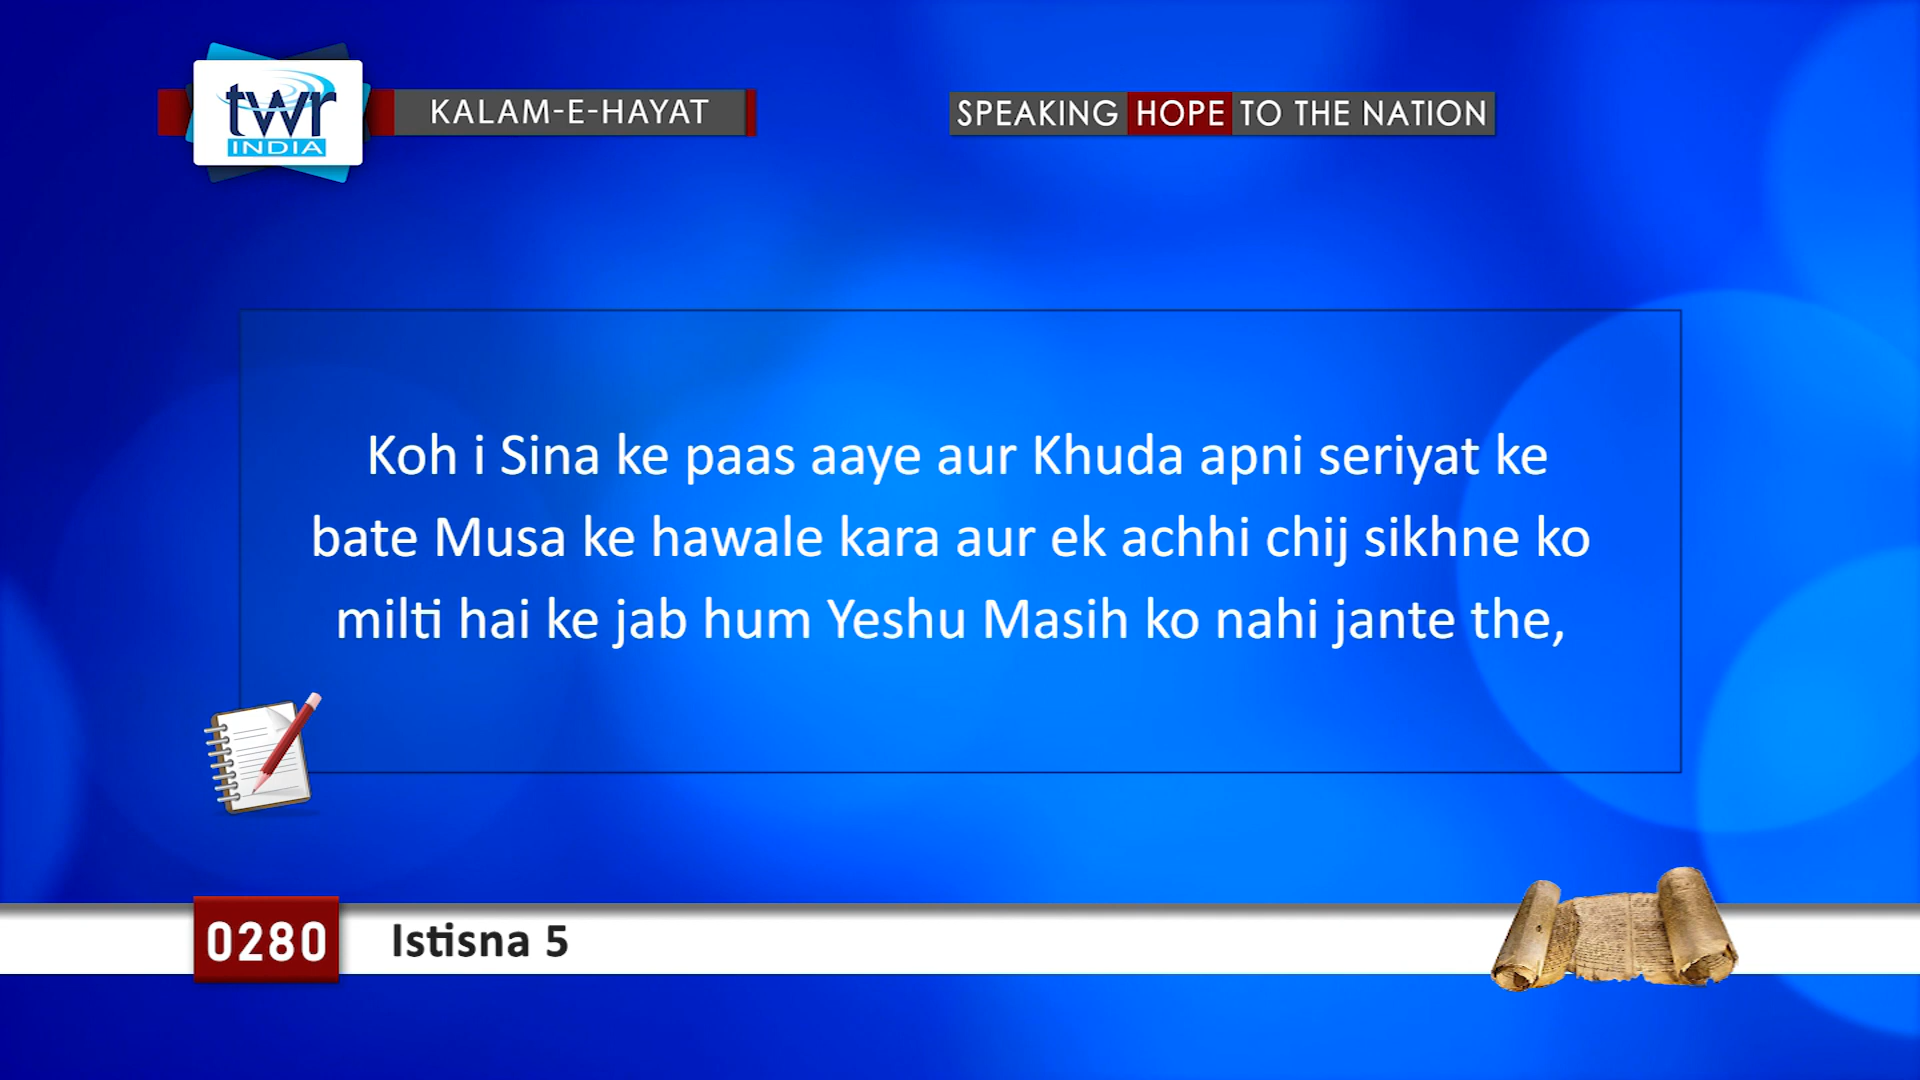 twr
INDIA
KALAM-E-HAYAT
SPEAKING HOPE TO THE NATION
Koh i Sina ke paas aaye aur Khuda apni seriyat ke
bate Musa ke hawale kara aur ek achhi chij sikhne ko
milti hai ke jab hum Yeshu Masih ko nahi jante the,
0280
Istisna 5